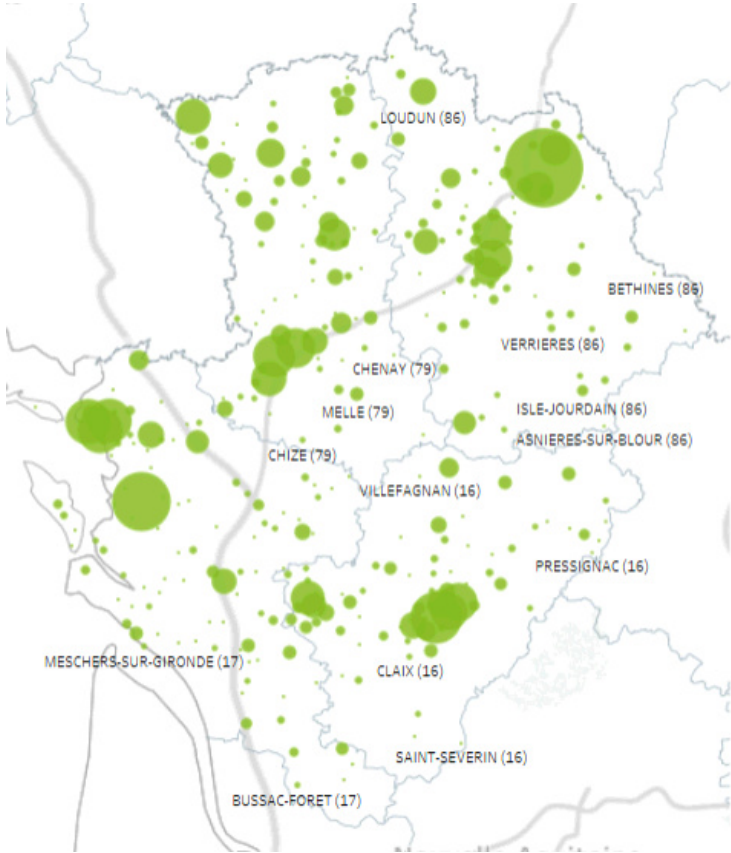 LOUDUN (86)
BETHINES (86)
VERRIERES (86)
CHENAY (79)
MELLE (79)
ISLE-JOURDAIN (86)
ASNIERES-SUR-BLOUR (86)
CHIZE (79)
VILLEFAGNAN (16)
PRESSIGNAC (16)
MESCHERS-SUR-GIRONDE (17)
CLAIX (16)
SAINT-SEVERIN (16)
BUSSAC-FORET (17)